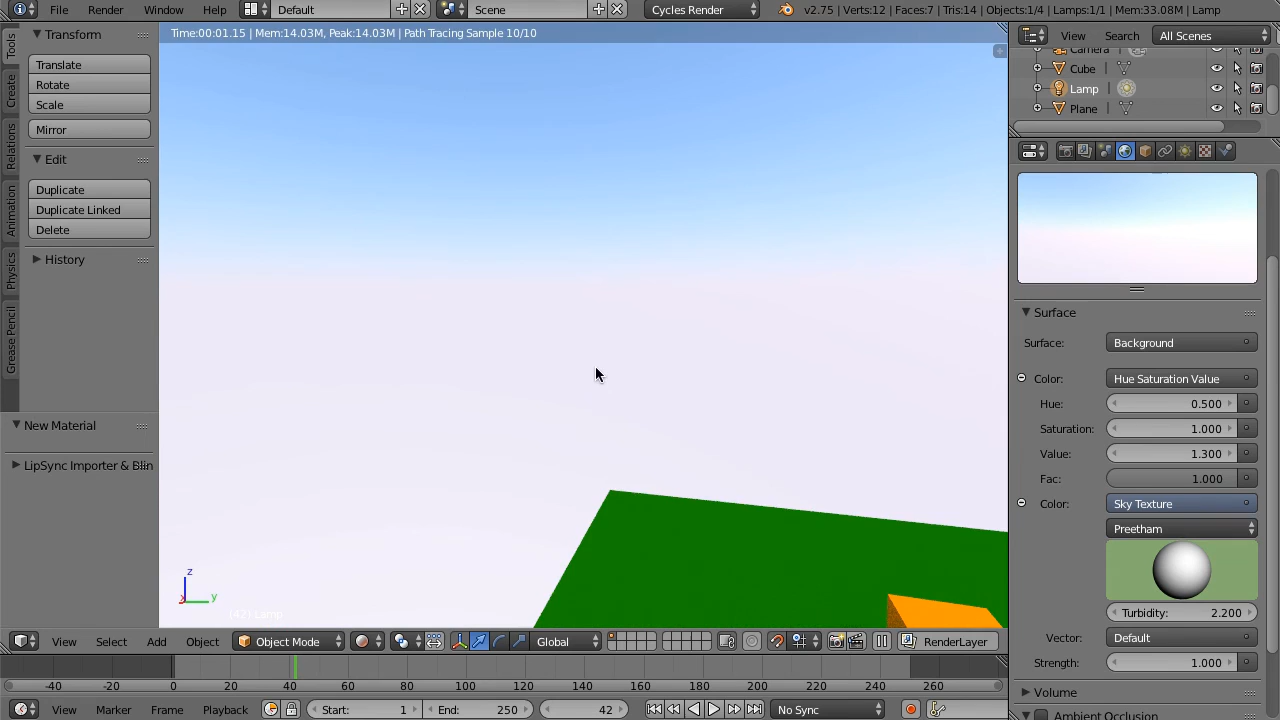 File Render Window Help Default Scene Cycles Render v2.75 | Verts:12 | Faces:7 | Tris:14 | Objects:1/4 | Lamps:1/1 | Mem:33.08M | Lamp
Time:00:01.15 | Mem:14.03M, Peak:14.03M | Path Tracing Sample 10/10
Tools
Create
Relations
Animation
Physics
Grease Pencil
Transform
Translate
Rotate
Scale
Mirror
Edit
Duplicate
Duplicate Linked
Delete
History
New Material
LipSync Importer & Blin
z
y
(42) Lamp
View Search All Scenes
Camera
Cube
Lamp
Plane
Surface
Surface: Background
Color: Hue Saturation Value
Hue: 0.500
Saturation: 1.000
Value: 1.300
Fac: 1.000
Color: Sky Texture
Preetham
Turbidity: 2.200
Vector: Default
Strength: 1.000
Volume
Ambient Occlusion
View Select Add Object Object Mode Global RenderLayer
-40 -20 0 20 40 60 80 100 120 140 160 180 200 220 240 260
View Marker Frame Playback Start: 1 End: 250 42 No Sync